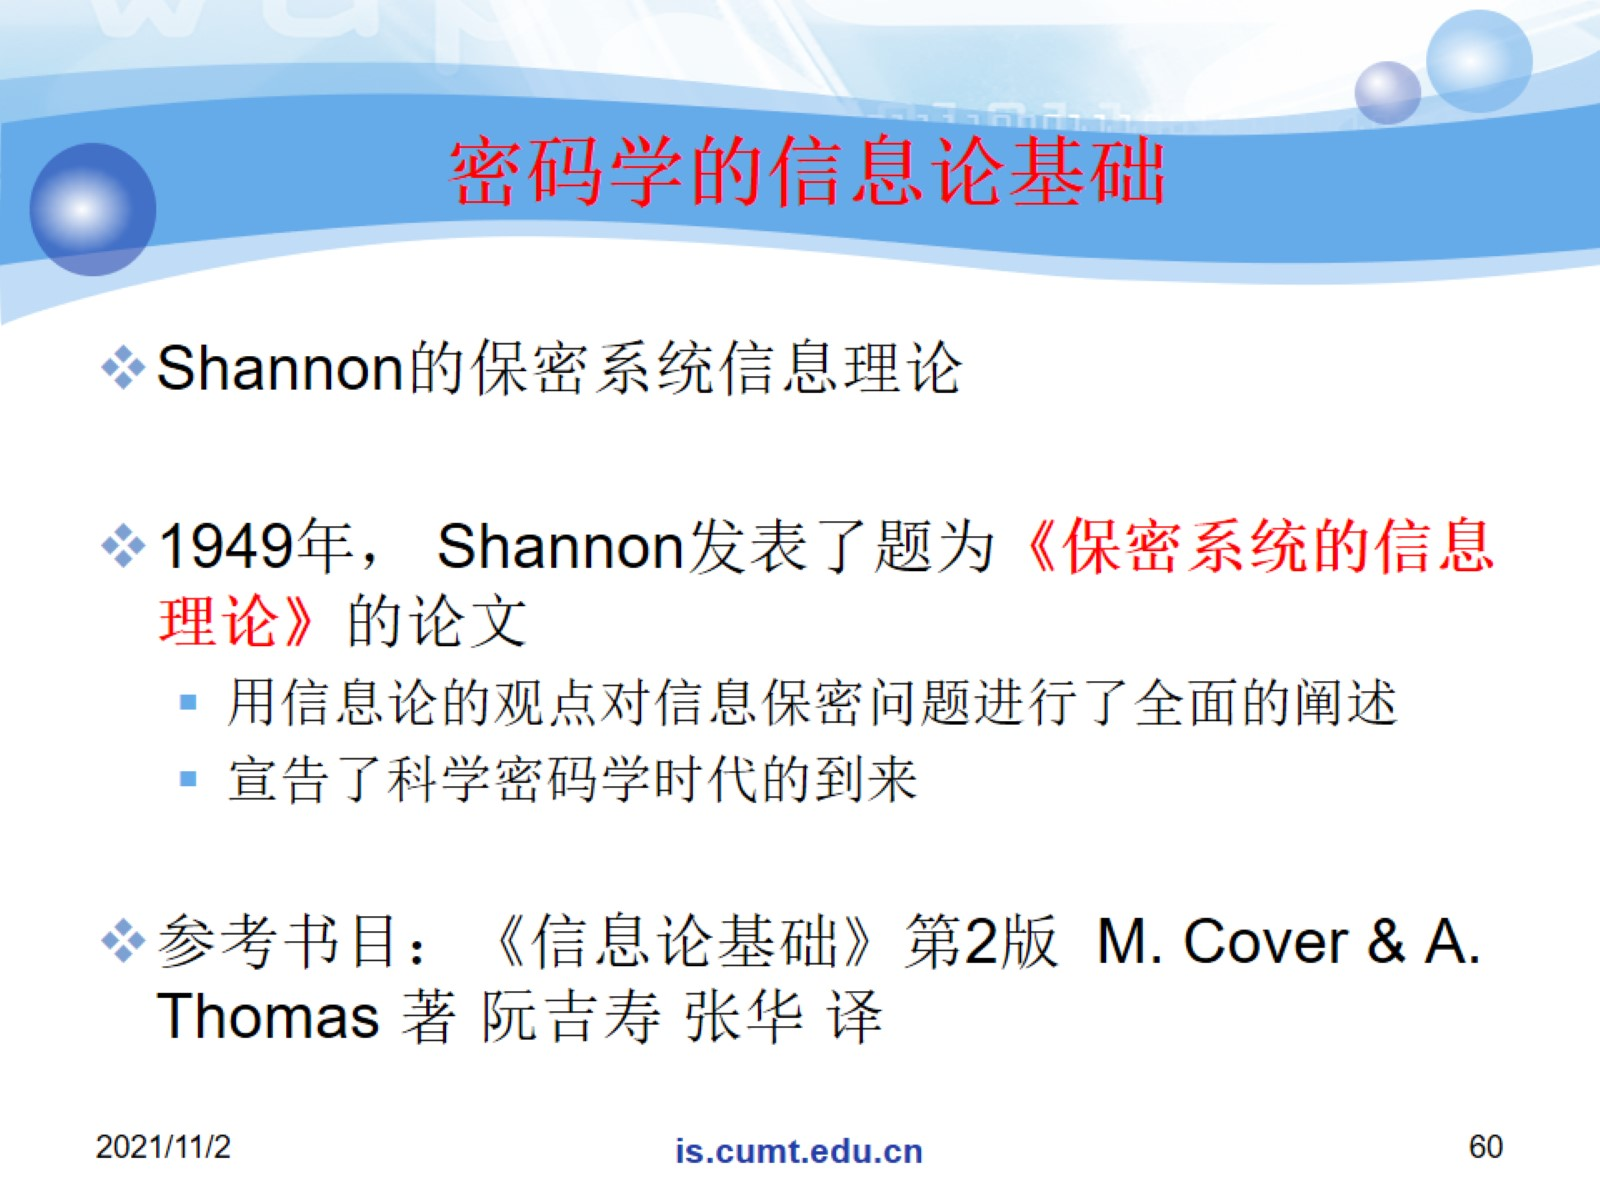 密码学的信息论基础
Shannon的保密系统信息理论
1949年， Shannon发表了题为《保密系统的信息
理论》的论文
用信息论的观点对信息保密问题进行了全面的阐述
宣告了科学密码学时代的到来
参考书目：《信息论基础》第2版 M. Cover & A.
Thomas 著 阮吉寿 张华 译
2021/11/2
is.cumt.edu.cn
60